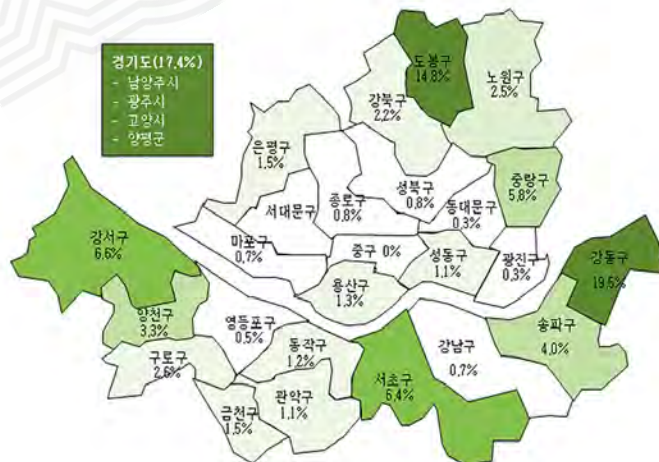 경기도(17.4%)
- 남양주시
- 광주시
- 고양시
- 양평군
도봉구
14.8%
노원구
2.5%
강북구
2.2%
은평구
1.5%
중랑구
5.8%
성북구
0.8%
종로구
0.8%
동대문구
0.3%
서대문구
강서구
6.6%
마포구
0.7%
중구 0%
성동구
1.1%
광진구
0.3%
강동구
19.5%
용산구
1.3%
양천구
3.3%
영등포구
0.5%
송파구
4.0%
강남구
0.7%
동작구
1.2%
구로구
2.6%
서초구
6.4%
관악구
1.1%
금천구
1.5%